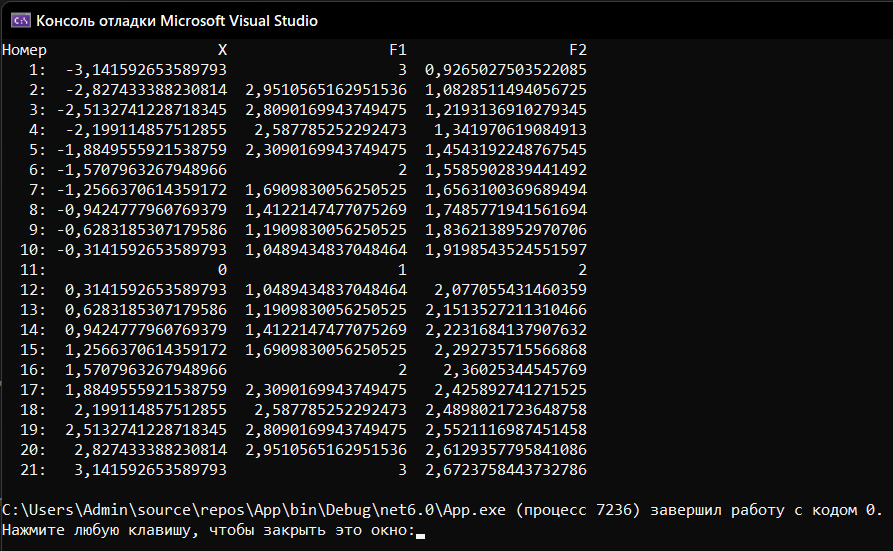 Консоль отладки Microsoft Visual Studio
Номер X F1 F2
1: -3,141592653589793 3 0,9265027503522085
2: -2,827433388230814 2,9510565162951536 1,0828511494056725
3: -2,5132741228718345 2,8090169943749475 1,2193136910279345
4: -2,199114857512855 2,587785252292473 1,341970619084913
5: -1,8849555921538759 2,3090169943749475 1,4543192248767545
6: -1,5707963267948966 2 1,5585902839441492
7: -1,2566370614359172 1,6909830056250525 1,6563100369689494
8: -0,9424777960769379 1,4122147477075269 1,7485771941561694
9: -0,6283185307179586 1,1909830056250525 1,8362138952970706
10: -0,3141592653589793 1,0489434837048464 1,9198543524551597
11: 0 1 2
12: 0,3141592653589793 1,0489434837048464 2,077055431460359
13: 0,6283185307179586 1,1909830056250525 2,1513527211310466
14: 0,9424777960769379 1,4122147477075269 2,2231684137907632
15: 1,2566370614359172 1,6909830056250525 2,292735715566868
16: 1,5707963267948966 2 2,36025344545769
17: 1,8849555921538759 2,3090169943749475 2,425892741271525
18: 2,199114857512855 2,587785252292473 2,4898021723648758
19: 2,5132741228718345 2,8090169943749475 2,5521116987451458
20: 2,827433388230814 2,9510565162951536 2,6129357795841086
21: 3,141592653589793 3 2,6723758443732786
C:\Users\Admin\source\repos\App\bin\Debug\net6.0\App.exe (процесс 7236) завершил работу с кодом 0.
Нажмите любую клавишу, чтобы закрыть это окно: